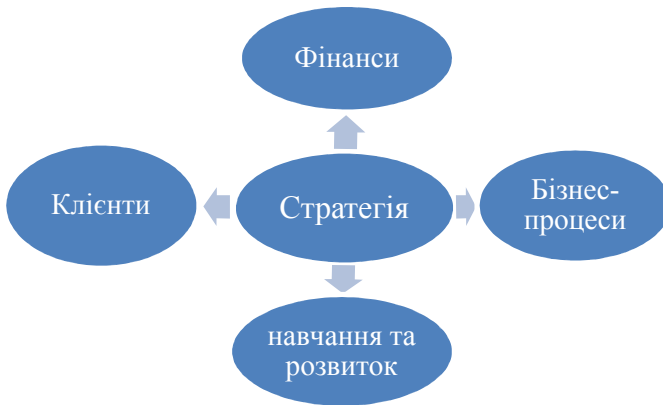 Фінанси
Клієнти
Стратегія
Бізнес-
процеси
навчання та
розвиток